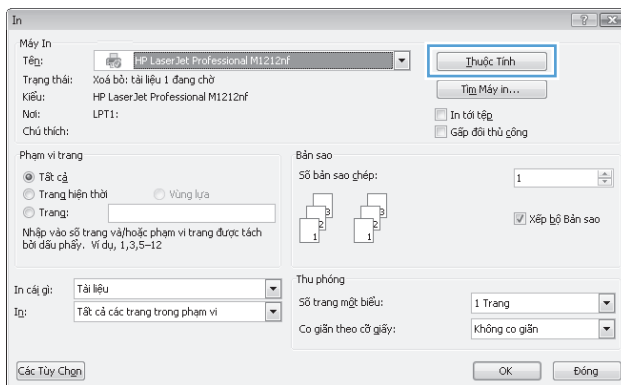 In
Máy In
Tên: HP LaserJet Professional M1212nf
Thuộc Tính
Trạng thái: Xoá bỏ: tài liệu 1 đang chờ
Tìm Máy in...
Kiểu: HP LaserJet Professional M1212nf
Nơi: LPT1:
In tới tệp
Chú thích:
Gấp đôi thủ công
Phạm vi trang
Tất cả
Trang hiện thời
Vùng lựa
Trang:
Nhập vào số trang và/hoặc phạm vi trang được tách
bởi dấu phẩy. Ví dụ, 1,3,5–12
Bản sao
Số bản sao chép: 1
3
2
1
3
2
1
Xếp bộ Bản sao
In cái gì: Tài liệu
In: Tất cả các trang trong phạm vi
Thu phóng
Số trang một biểu: 1 Trang
Co giãn theo cỡ giấy: Không co giãn
Các Tùy Chọn
OK
Đóng